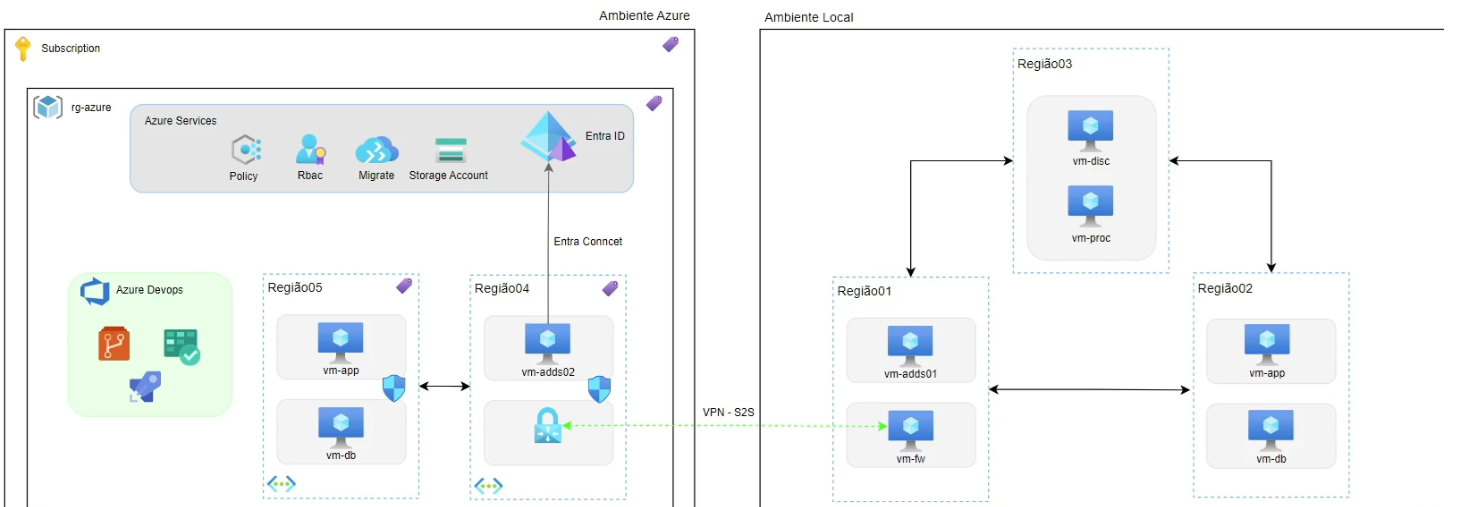 Ambiente Azure
Ambiente Local
Subscription
rg-azure
Azure Services
Policy
Rbac
Migrate
Storage Account
Entra ID
Entra Conncet
Azure Devops
Região05
vm-app
vm-db
Região04
vm-adds02
VPN - S2S
Região03
vm-disc
vm-proc
Região01
vm-adds01
vm-fw
Região02
vm-app
vm-db